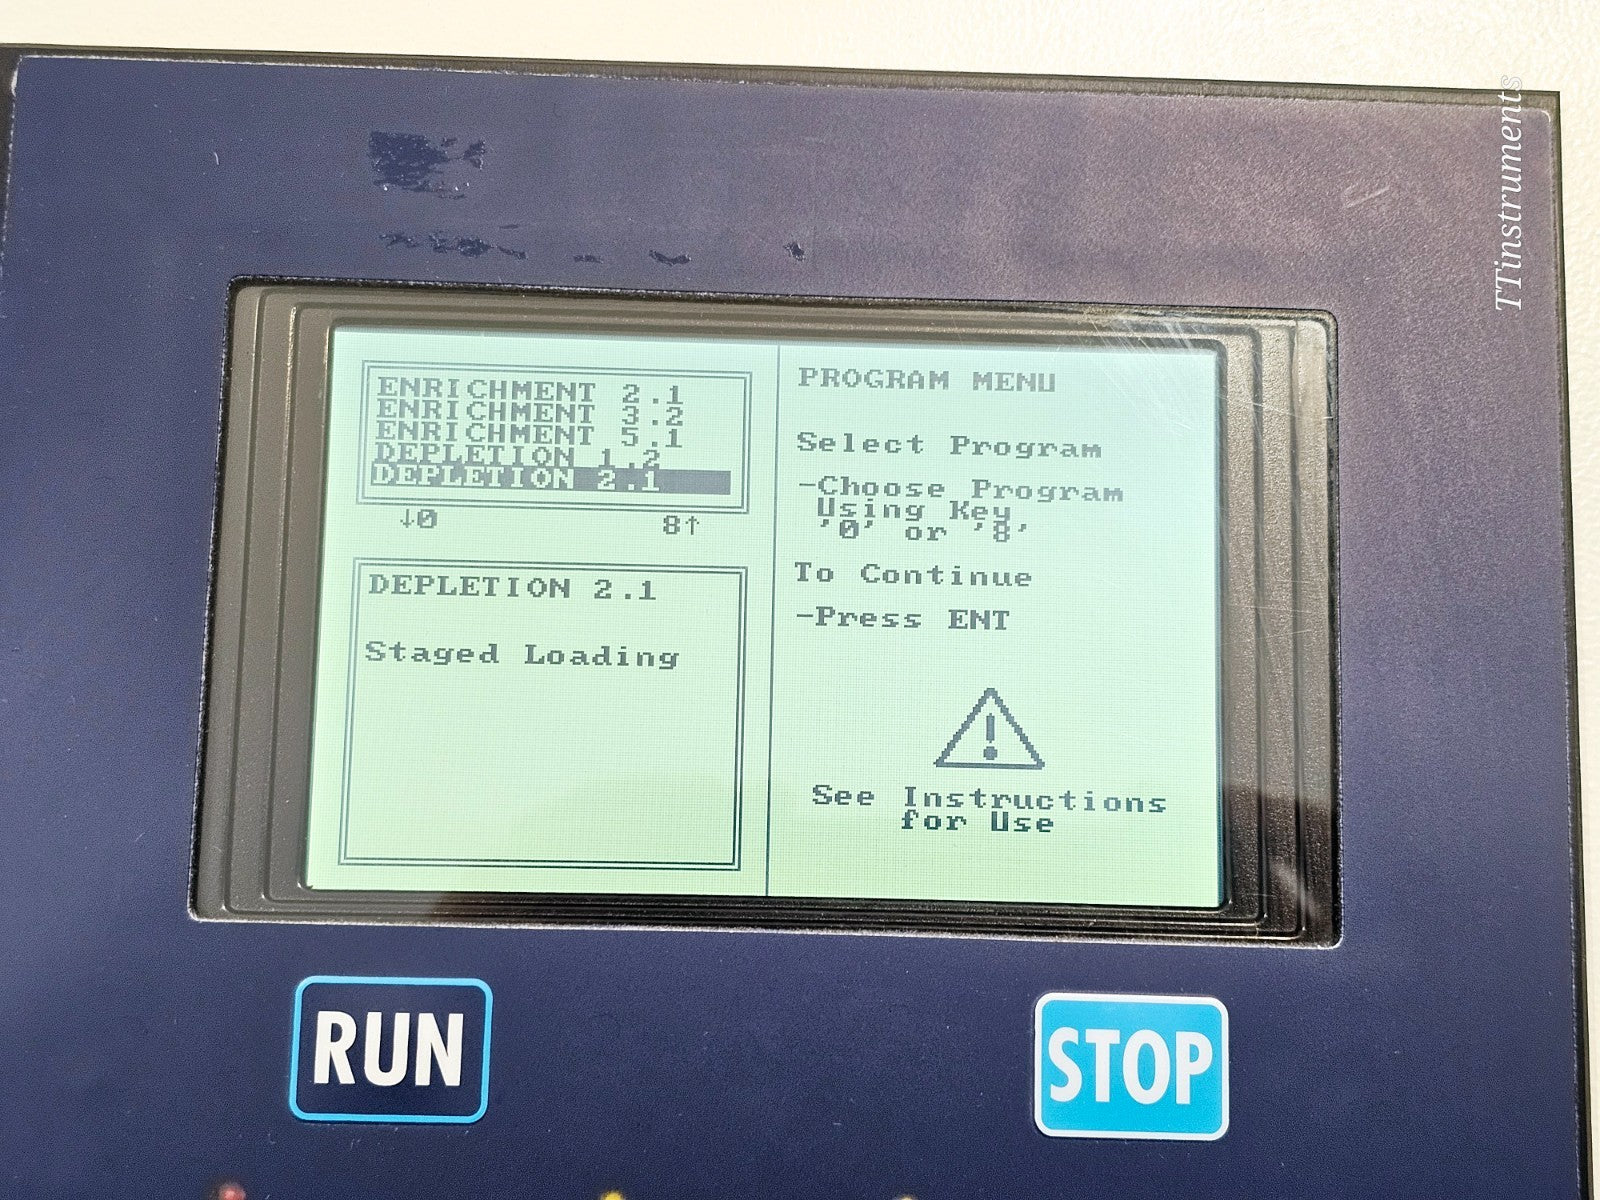 TTinstruments
ENRICHMENT 2.1
ENRICHMENT 3.2
ENRICHMENT 5.1
DEPLETION 1.2
DEPLETION 2.1
↓0 8↑
DEPLETION 2.1
Staged Loading
PROGRAM MENU
Select Program
-Choose Program
Using Key
'0' or '8'
To Continue
-Press ENT
!
See Instructions
for Use
RUN
STOP